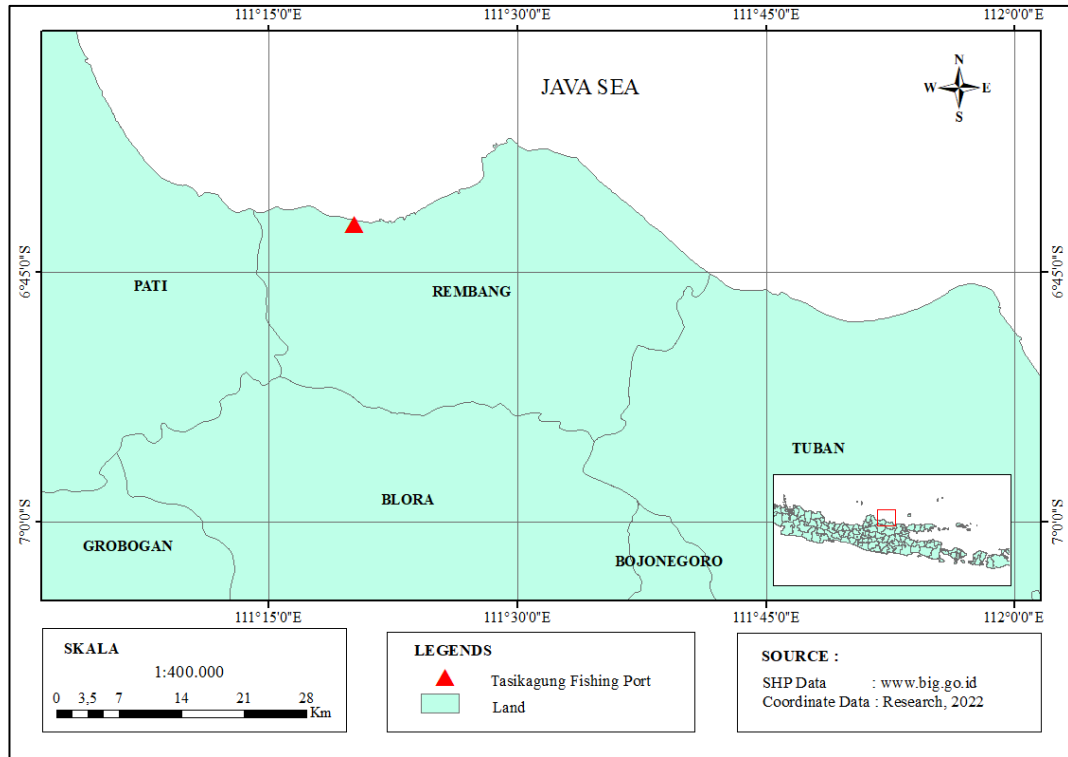 111°15'0"E 111°30'0"E 111°45'0"E 112°0'0"E
JAVA SEA
N
W E
S
6°45'0"S 6°45'0"S
PATI
REMBANG
TUBAN
BLORA
7°0'0"S 7°0'0"S
GROBOGAN
BOJONEGORO
111°15'0"E 111°30'0"E 111°45'0"E 112°0'0"E
SKALA
1:400.000
0 3,5 7 14 21 28
Km
LEGENDS
Tasikagung Fishing Port
Land
SOURCE :
SHP Data : www.big.go.id
Coordinate Data : Research, 2022